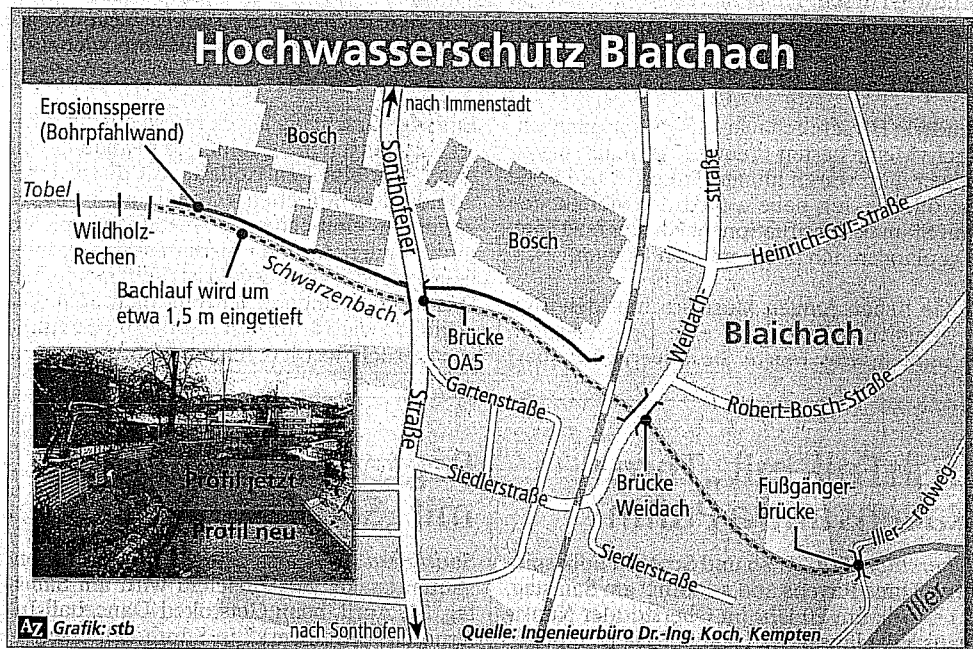 Hochwasserschutz Blaichach
Erosionssperre
(Bohrpfahlwand)
Bosch
nach Immenstadt
Sonthofener
Straße
Tobel
Wildholz-
Rechen
Bachlauf wird um
etwa 1,5 m eingetieft
Schwarzenbach
Bosch
Brücke
OA5
Weidach-
straße
Heinrich-Gyr-Straße
Blaichach
Robert-Bosch-Straße
Gartenstraße
Siedlerstraße
Brücke
Weidach
Fußgänger-
brücke
Iller-radweg
Siedlerstraße
Iller
Profil jetzt
Profil neu
AZ Grafik: stb
nach Sonthofen
Quelle: Ingenieurbüro Dr.-Ing. Koch, Kempten